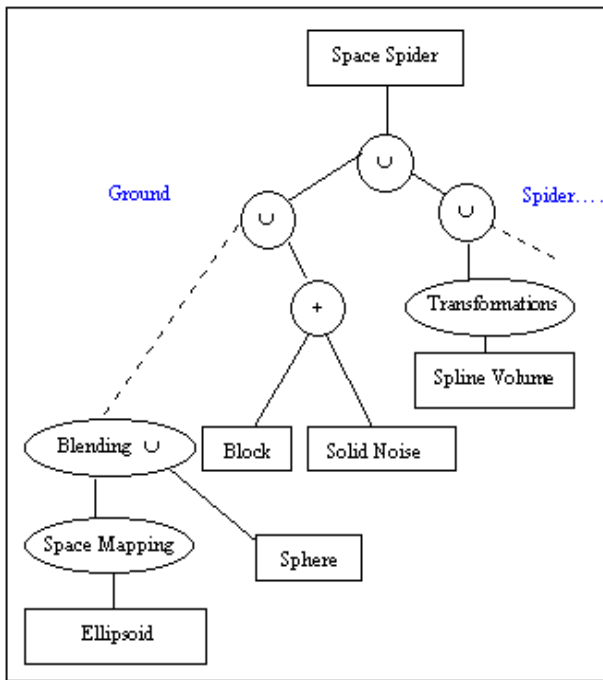 Space Spider
∪
Ground
∪
∪
Spider....
+
Transformations
Spline Volume
Blending ∪
Block
Solid Noise
Space Mapping
Sphere
Ellipsoid